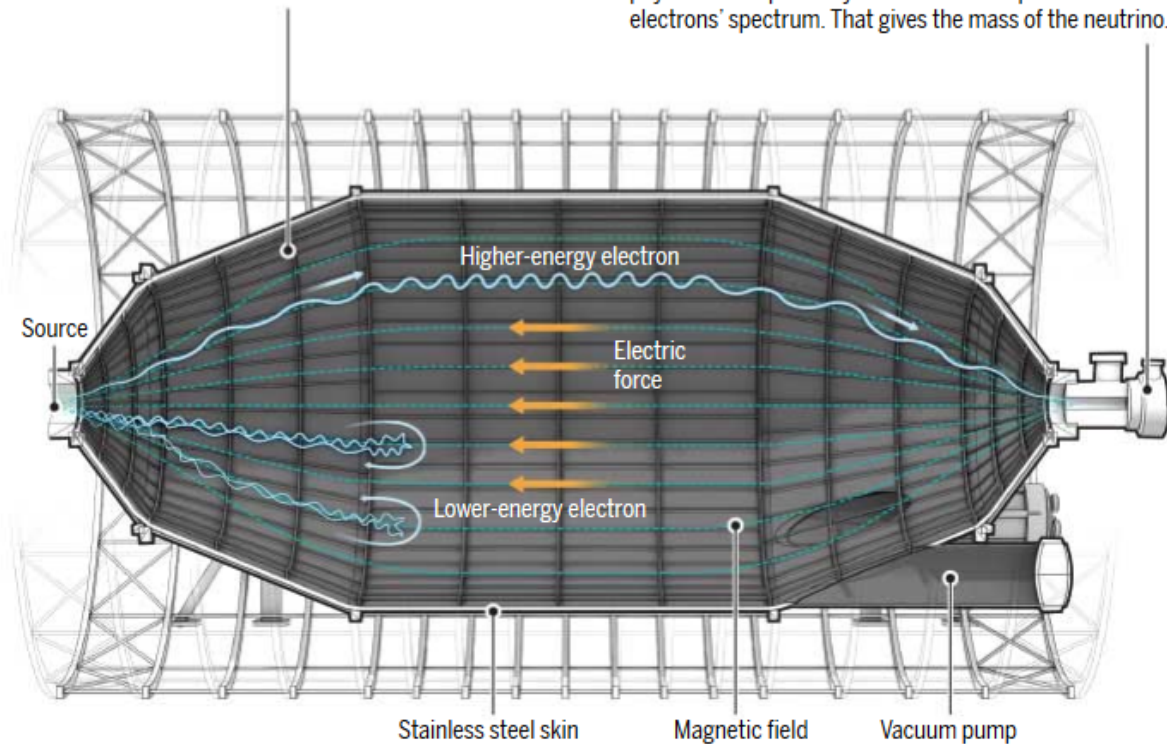 electrons’ spectrum. That gives the mass of the neutrino.
Higher-energy electron
Source
Electric
force
Lower-energy electron
Stainless steel skin
Magnetic field
Vacuum pump